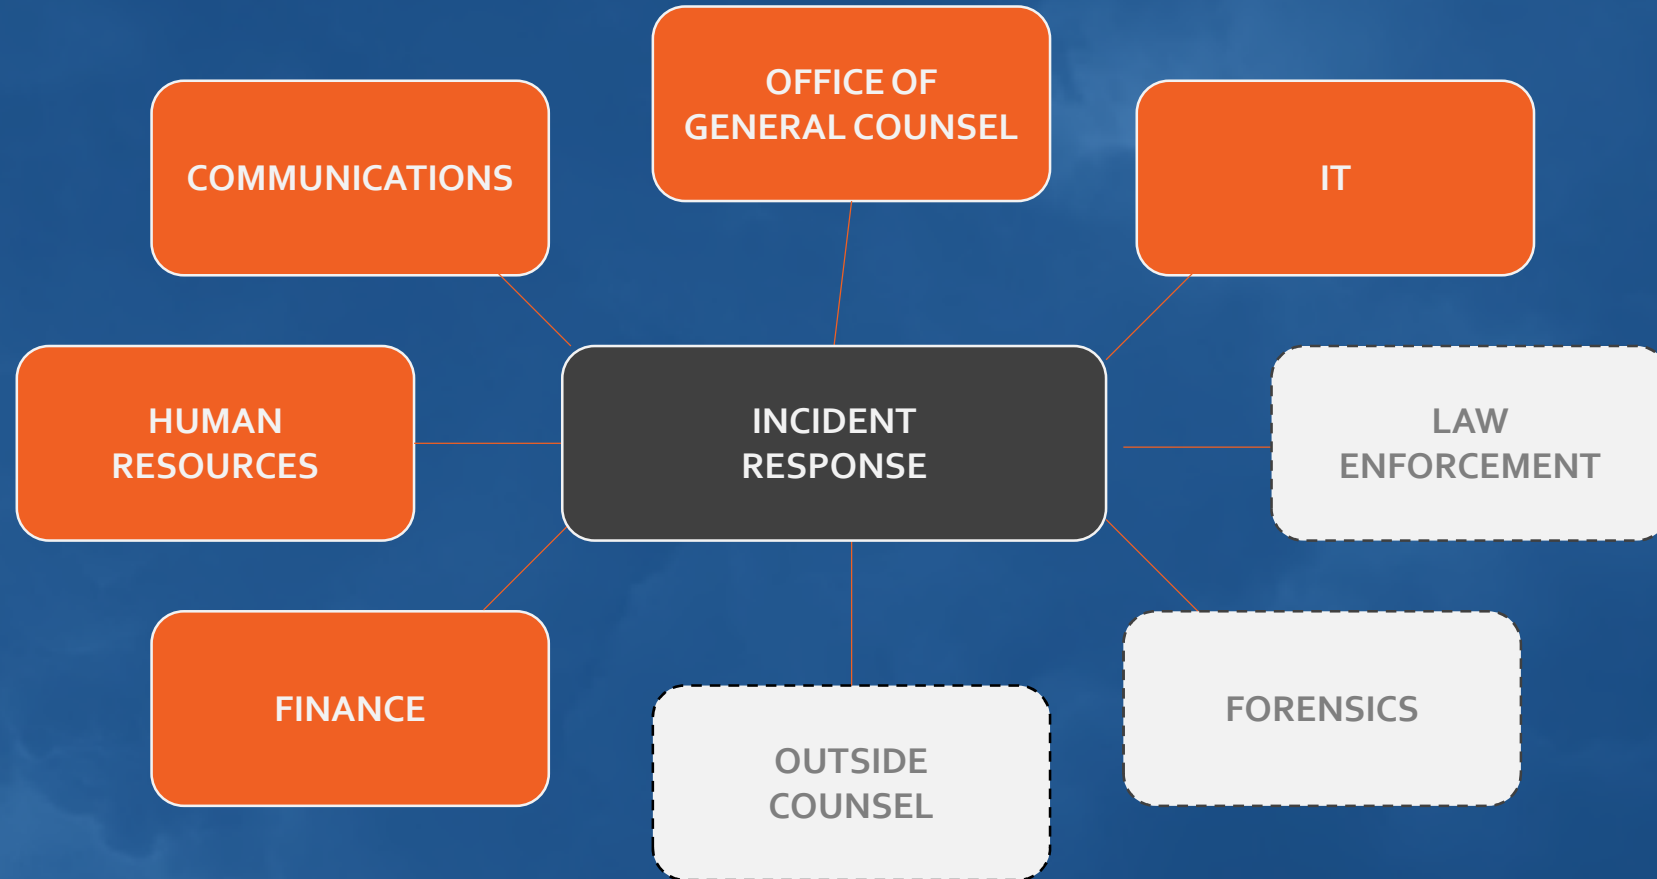 OFFICE OF
GENERAL COUNSEL
COMMUNICATIONS
IT
HUMAN
RESOURCES
INCIDENT
RESPONSE
LAW
ENFORCEMENT
FINANCE
FORENSICS
OUTSIDE
COUNSEL